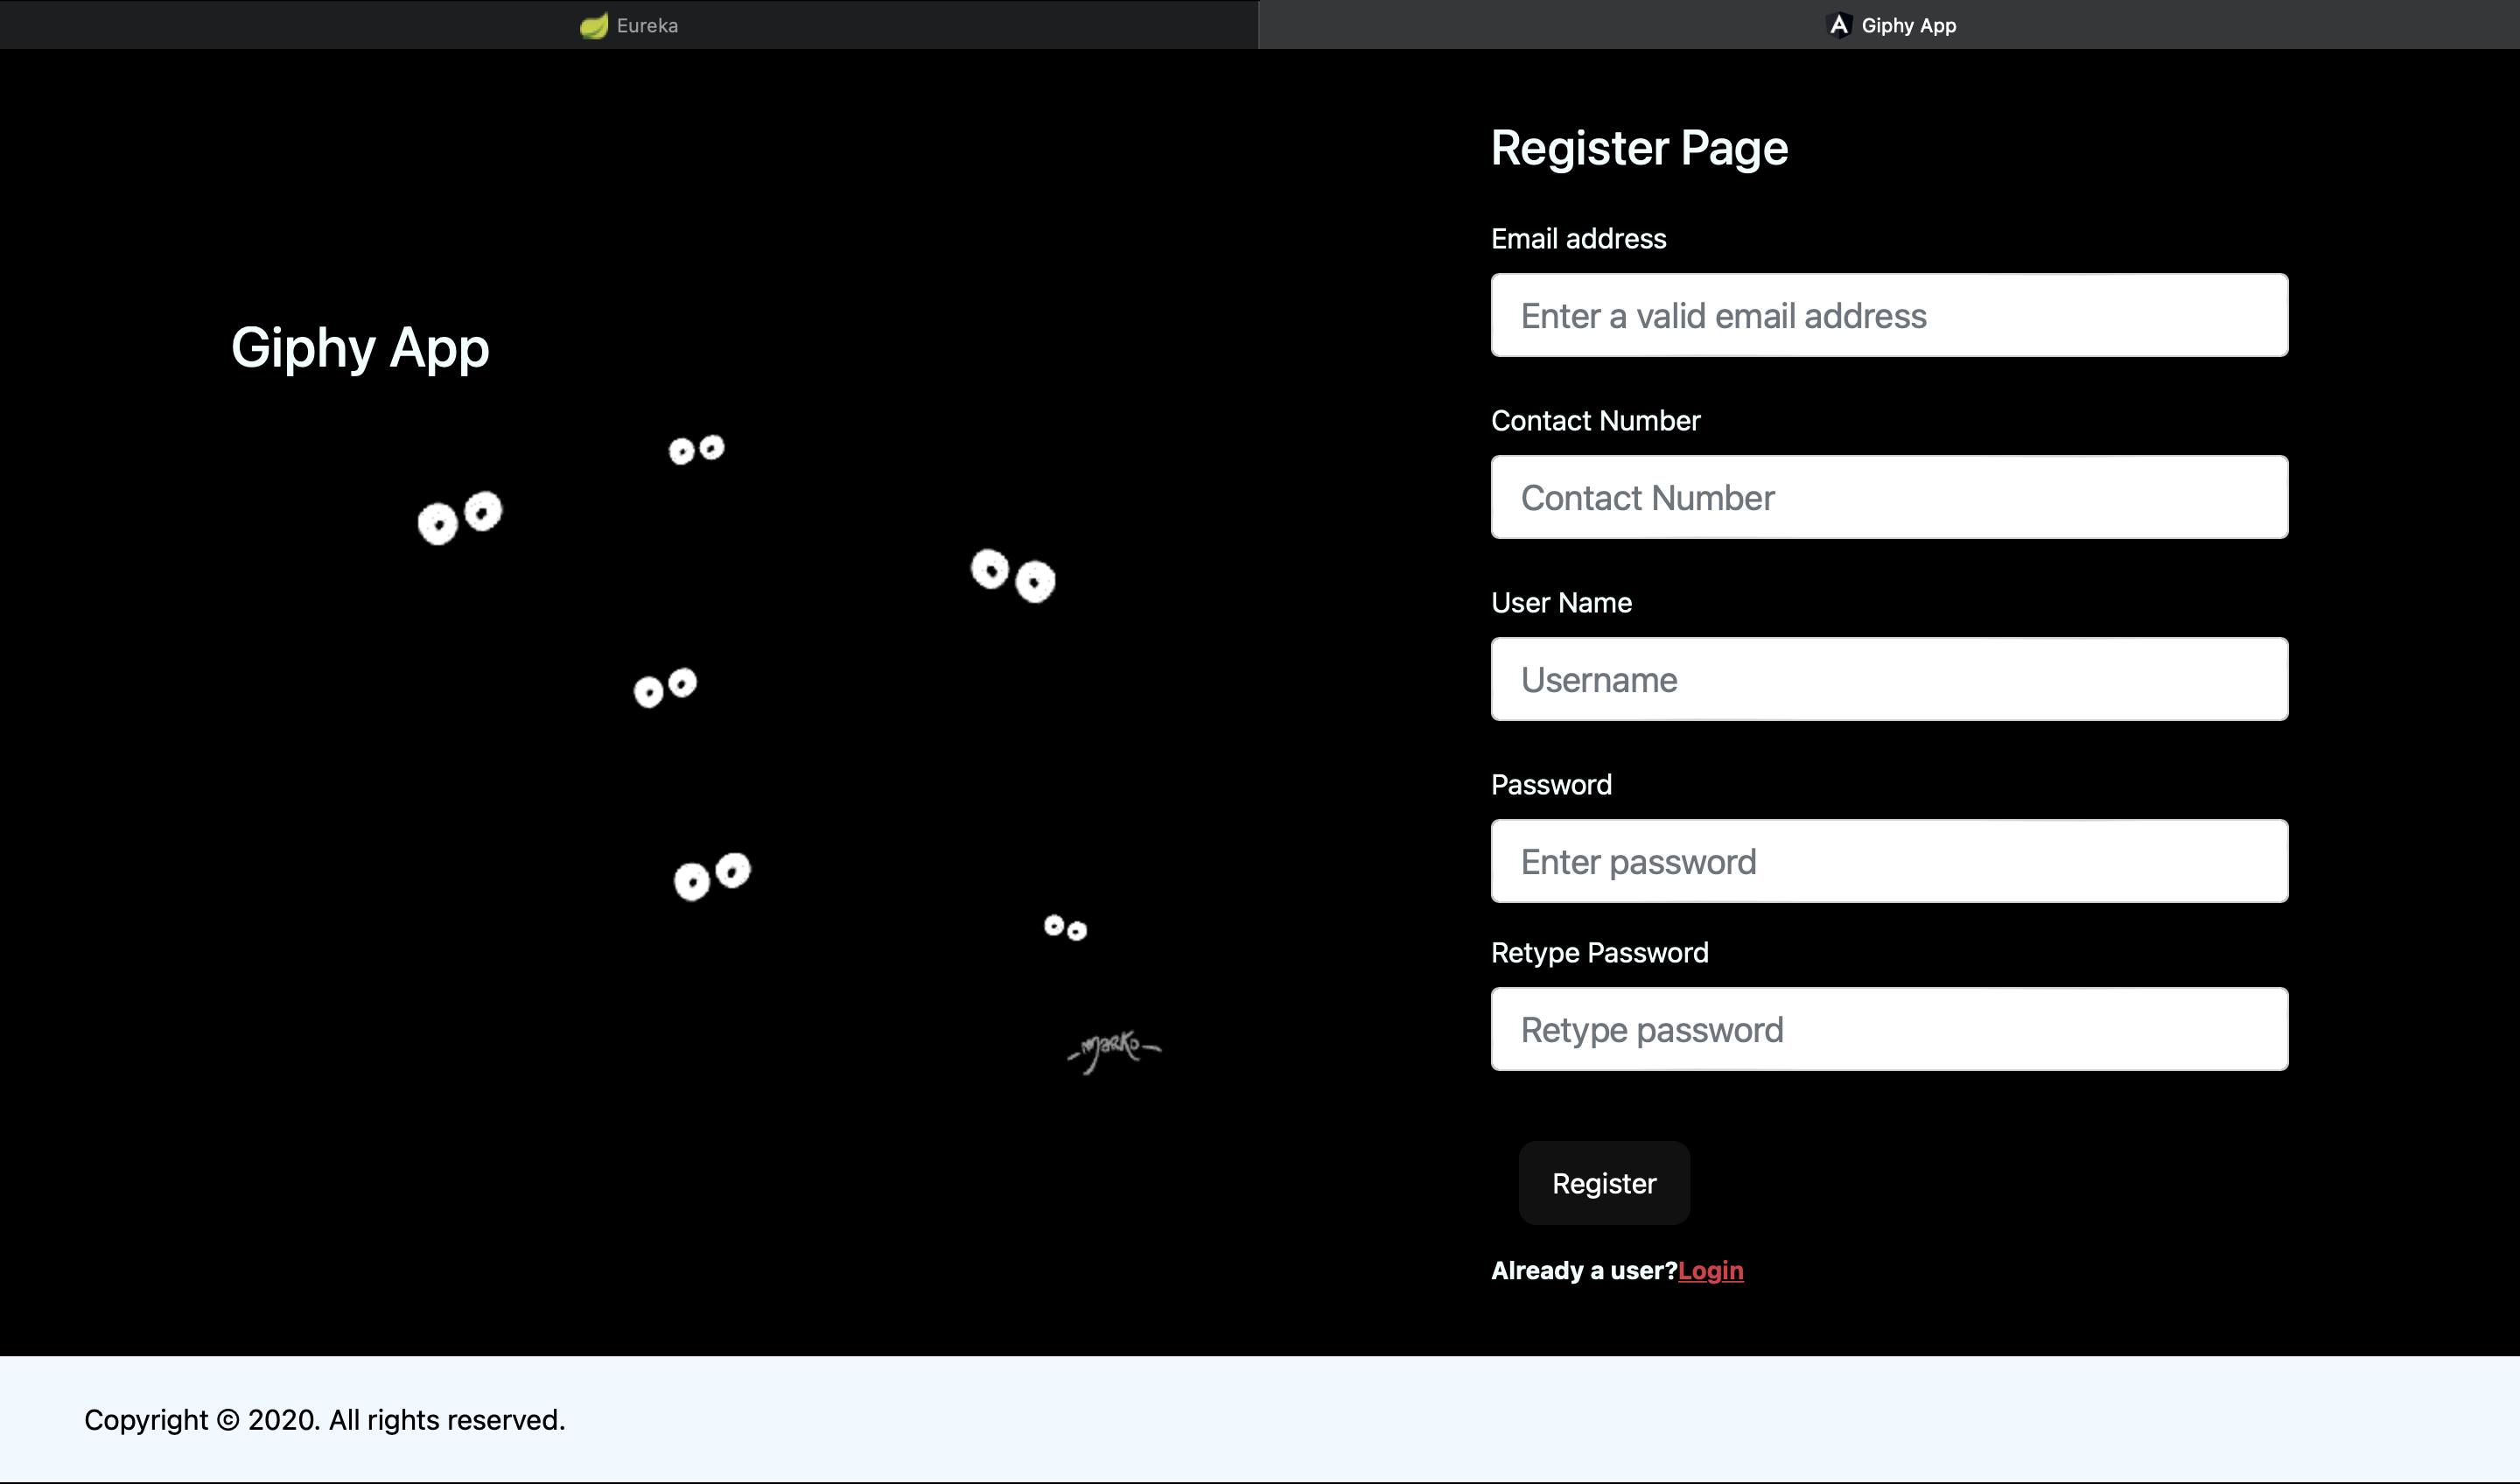 Eureka
Giphy App
Giphy App
Marko
Register Page
Email address
Enter a valid email address
Contact Number
Contact Number
User Name
Username
Password
Enter password
Retype Password
Retype password
Register
Already a user?Login
Copyright © 2020. All rights reserved.